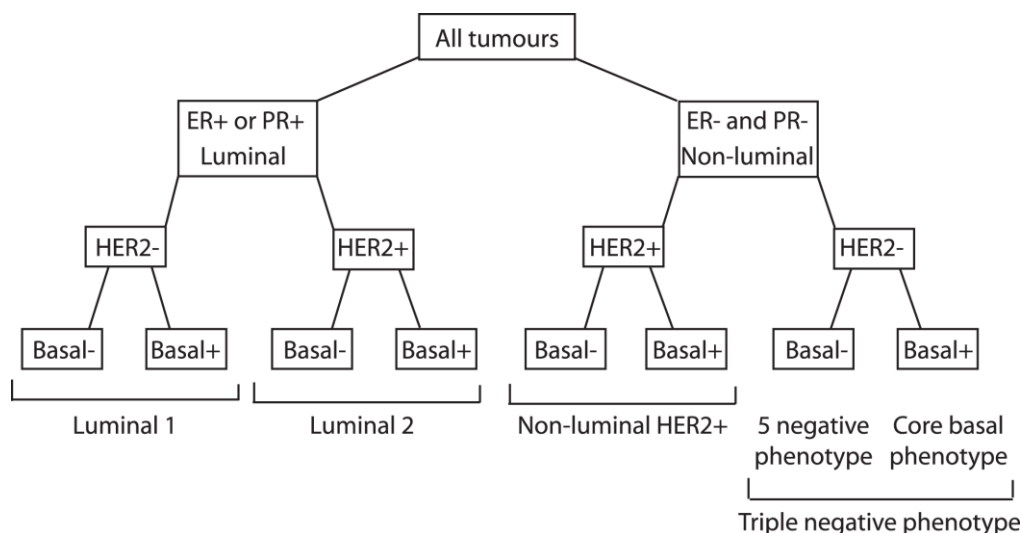 All tumours
ER+ or PR+
Luminal
ER- and PR-
Non-luminal
HER2-
HER2+
HER2+
HER2-
Basal-
Basal+
Basal-
Basal+
Basal-
Basal+
Basal-
Basal+
Luminal 1
Luminal 2
Non-luminal HER2+
5 negative
phenotype
Core basal
phenotype
Triple negative phenotype